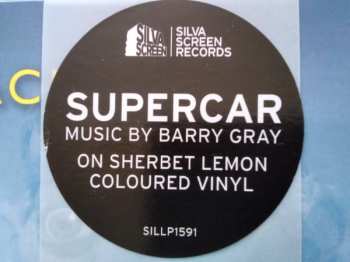 SILVA
SCREEN
SILVA
SCREEN
RECORDS
SUPERCAR
MUSIC BY BARRY GRAY
ON SHERBET LEMON
COLOURED VINYL
SILLP1591